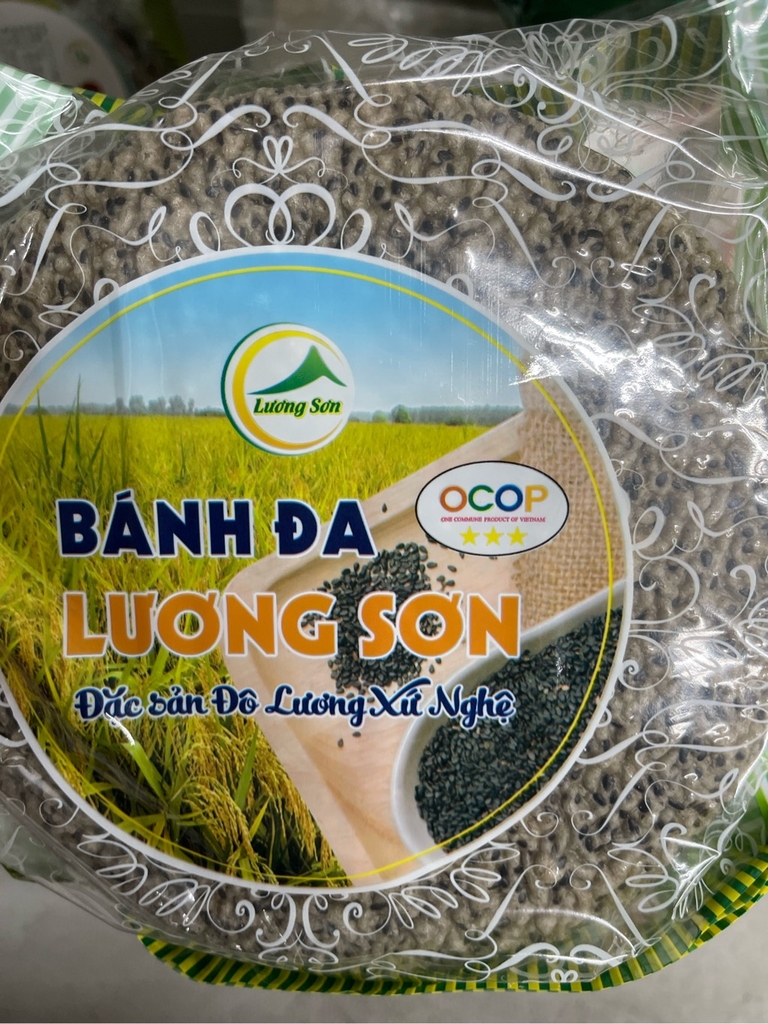 Lương Sơn
OCOP
ONE COMMUNE PRODUCT OF VIETNAM
BÁNH ĐA
LƯƠNG SƠN
Đặc sản Đô Lương Xứ Nghệ